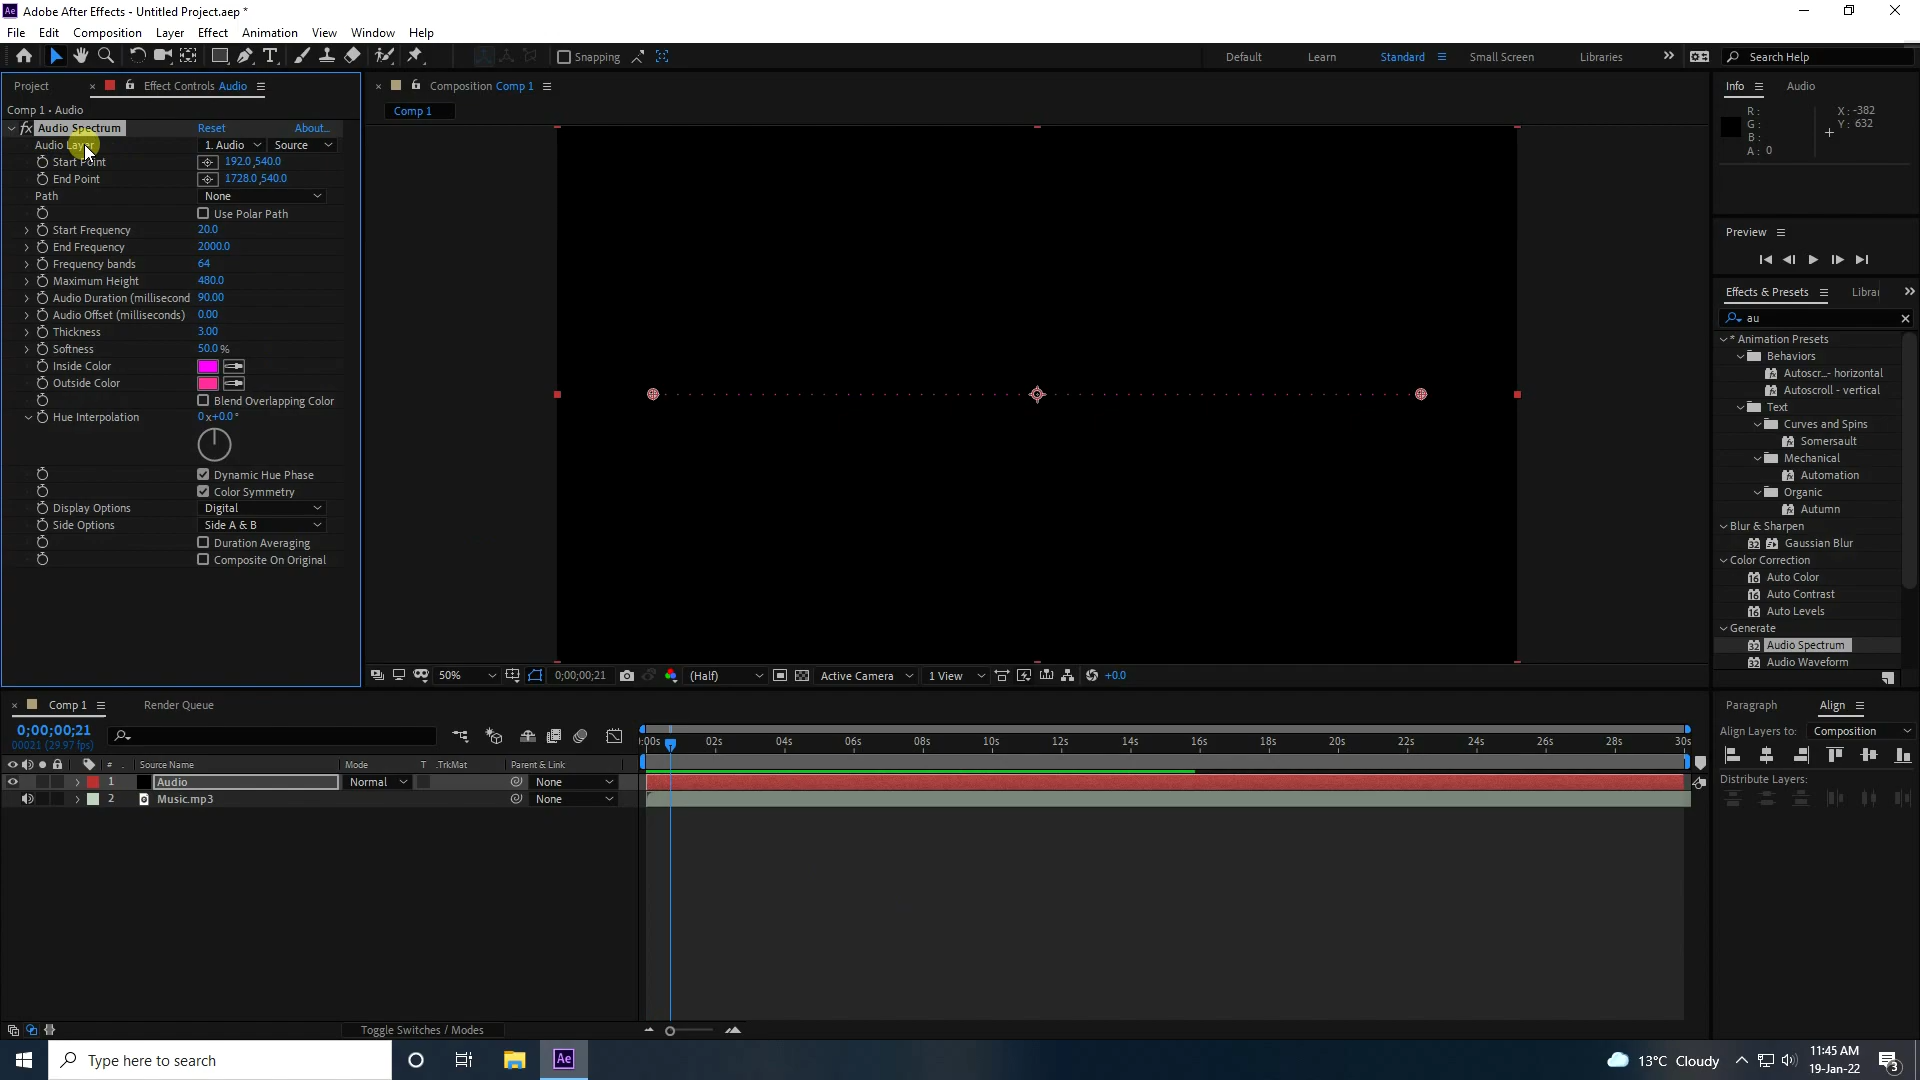 Ae Adobe After Effects - Untitled Project.aep *
File Edit Composition Layer Effect Animation View Window Help
Snapping
Default Learn Standard Small Screen Libraries Search Help
Project Effect Controls Audio
Comp 1 • Audio
fx Audio Spectrum Reset About...
Audio Layer 1. Audio Source
Start Point 192.0,540.0
End Point 1728.0,540.0
Path None
Use Polar Path
Start Frequency 20.0
End Frequency 2000.0
Frequency bands 64
Maximum Height 480.0
Audio Duration (millisecond 90.00
Audio Offset (milliseconds) 0.00
Thickness 3.00
Softness 50.0 %
Inside Color
Outside Color
Blend Overlapping Color
Hue Interpolation 0x+0.0°
Dynamic Hue Phase
Color Symmetry
Display Options Digital
Side Options Side A & B
Duration Averaging
Composite On Original
Composition Comp 1
Comp 1
50% 0;00;00;21 (Half) Active Camera 1 View +0.0
Info Audio
R: X: -382
G: Y: 632
B:
A: 0
Preview
Effects & Presets Librar
au
* Animation Presets
Behaviors
Autoscr...- horizontal
Autoscroll - vertical
Text
Curves and Spins
Somersault
Mechanical
Automation
Organic
Autumn
Blur & Sharpen
32 Gaussian Blur
Color Correction
16 Auto Color
16 Auto Contrast
16 Auto Levels
Generate
32 Audio Spectrum
32 Audio Waveform
Comp 1 Render Queue
0;00;00;21
00021 (29.97 fps)
# Source Name Mode T .TrkMat Parent & Link
1 Audio Normal None
2 Music.mp3 None
:00s 02s 04s 06s 08s 10s 12s 14s 16s 18s 20s 22s 24s 26s 28s 30s
Toggle Switches / Modes
Paragraph Align
Align Layers to: Composition
Distribute Layers:
Type here to search
Ae
13°C Cloudy
11:45 AM
19-Jan-22
3